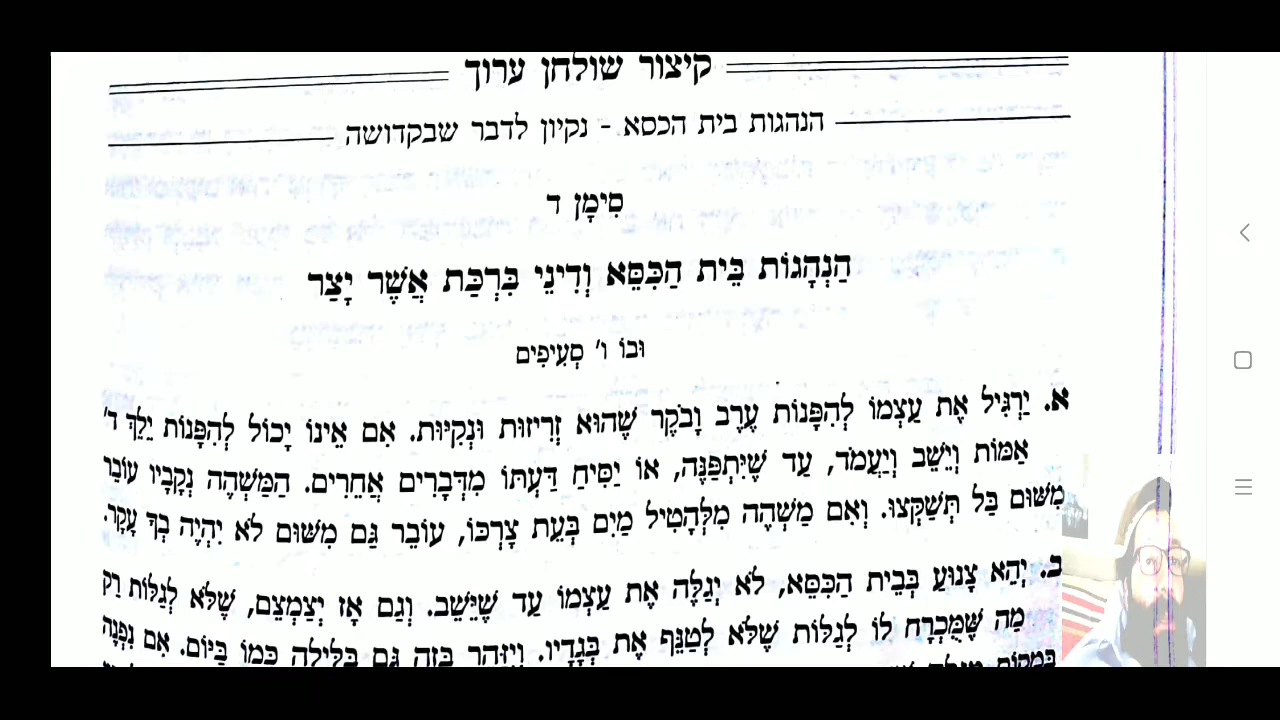 קיצור שולחן ערוך
הנהגות בית הכסא - נקיון לדבר שבקדושה
סִימָן ד
הַנְהָגוֹת בֵּית הַכִּסֵּא וְדִינֵי בִּרְכַּת אֲשֶׁר יָצַר
וּבוֹ ו' סְעִיפִים
א. יַרְגִּיל אֶת עַצְמוֹ לְהִפָּנוֹת עֶרֶב וָבֹקֶר שֶׁהוּא זְרִיזוּת וּנְקִיּוּת. אִם אֵינוֹ יָכוֹל לְהִפָּנוֹת יֵלֵךְ ד'
אַמּוֹת וְיֵשֵׁב וְיַעֲמֹד, עַד שֶׁיִּתְפַּנֶּה, אוֹ יַסִּיחַ דַּעְתּוֹ מִדְּבָרִים אֲחֵרִים. הַמַּשְׁהֶה נְקָבָיו עוֹבֵר
מִשּׁוּם בַּל תְּשַׁקְּצוּ. וְאִם מַשְׁהֶה מִלְּהָטִיל מַיִם בְּעֵת צָרְכּוֹ, עוֹבֵר גַּם מִשּׁוּם לֹא יִהְיֶה בְךָ עָקָר.
ב. יְהֵא צָנוּעַ בְּבֵית הַכִּסֵּא, לֹא יְגַלֶּה אֶת עַצְמוֹ עַד שֶׁיֵּשֵׁב. וְגַם אָז יְצַמְצֵם, שֶׁלֹּא לְגַלּוֹת רַק
מַה שֶּׁמֻּכְרָח לוֹ לְגַלּוֹת שֶׁלֹּא לְטַנֵּף אֶת בְּגָדָיו. וְיִזָּהֵר בָּזֶה גַּם בַּלַּיְלָה כְּמוֹ בַּיּוֹם. אִם נִפְנֶה
בִּמְקוֹם